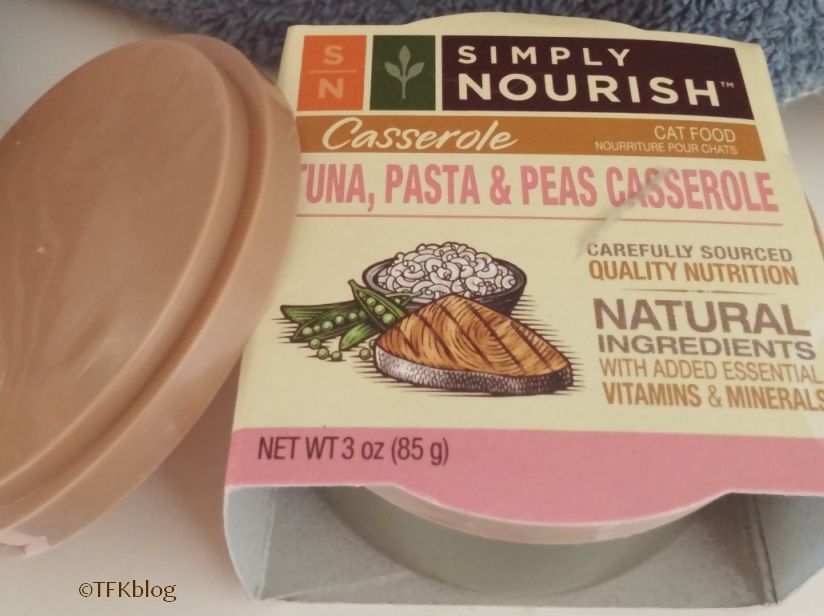 S
N
SIMPLY
NOURISH™
Casserole
CAT FOOD
NOURRITURE POUR CHATS
TUNA, PASTA & PEAS CASSEROLE
CAREFULLY SOURCED
QUALITY NUTRITION
NATURAL
INGREDIENTS
WITH ADDED ESSENTIAL
VITAMINS & MINERALS
NET WT 3 oz (85 g)
©TFKblog